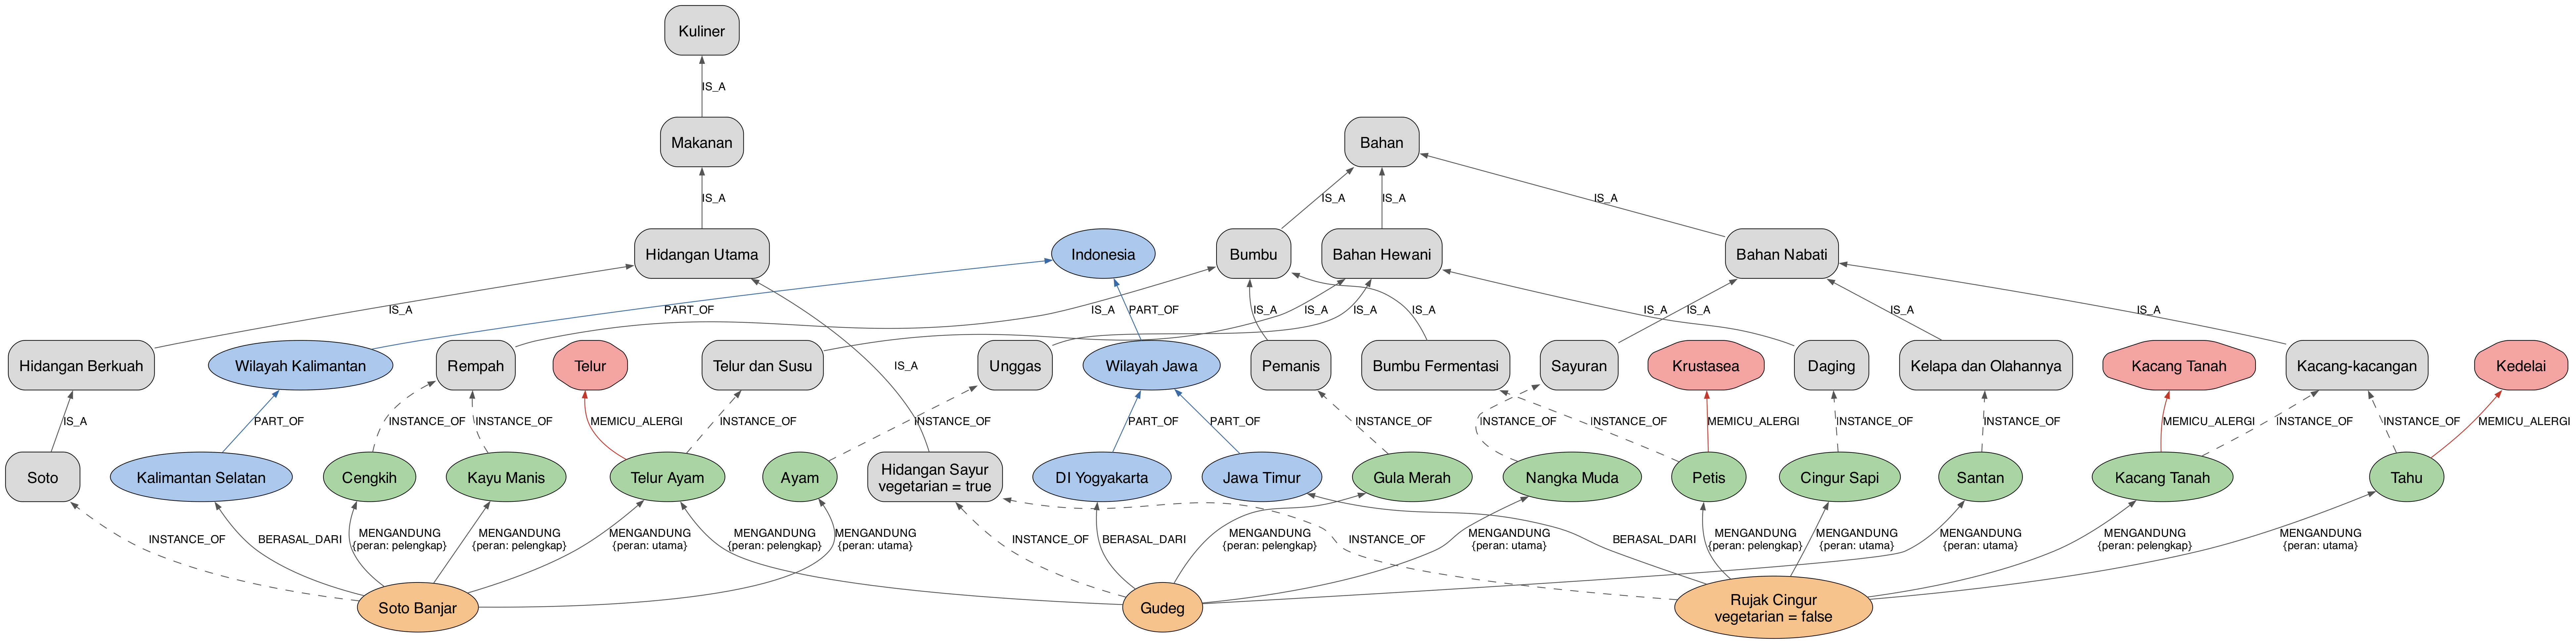 Kuliner
IS_A
Makanan
Bahan
IS_A
IS_A
IS_A
IS_A
Hidangan Utama
Indonesia
Bumbu
Bahan Hewani
Bahan Nabati
IS_A
PART_OF
IS_A
PART_OF
IS_A
IS_A
IS_A
IS_A
IS_A
IS_A
IS_A
IS_A
Hidangan Berkuah
Wilayah Kalimantan
Rempah
Telur
Telur dan Susu
IS_A
Unggas
Wilayah Jawa
Pemanis
Bumbu Fermentasi
Sayuran
Krustasea
Daging
Kelapa dan Olahannya
Kacang Tanah
Kacang-kacangan
Kedelai
IS_A
PART_OF
INSTANCE_OF
INSTANCE_OF
MEMICU_ALERGI
INSTANCE_OF
INSTANCE_OF
PART_OF
PART_OF
INSTANCE_OF
INSTANCE_OF
INSTANCE_OF
MEMICU_ALERGI
INSTANCE_OF
INSTANCE_OF
MEMICU_ALERGI
INSTANCE_OF
INSTANCE_OF
MEMICU_ALERGI
Soto
Kalimantan Selatan
Cengkih
Kayu Manis
Telur Ayam
Ayam
Hidangan Sayur
vegetarian = true
DI Yogyakarta
Jawa Timur
Gula Merah
Nangka Muda
Petis
Cingur Sapi
Santan
Kacang Tanah
Tahu
INSTANCE_OF
BERASAL_DARI
MENGANDUNG
{peran: pelengkap}
MENGANDUNG
{peran: pelengkap}
MENGANDUNG
{peran: utama}
MENGANDUNG
{peran: pelengkap}
MENGANDUNG
{peran: utama}
INSTANCE_OF
BERASAL_DARI
MENGANDUNG
{peran: pelengkap}
INSTANCE_OF
MENGANDUNG
{peran: utama}
BERASAL_DARI
MENGANDUNG
{peran: pelengkap}
MENGANDUNG
{peran: utama}
MENGANDUNG
{peran: utama}
MENGANDUNG
{peran: pelengkap}
MENGANDUNG
{peran: utama}
Soto Banjar
Gudeg
Rujak Cingur
vegetarian = false